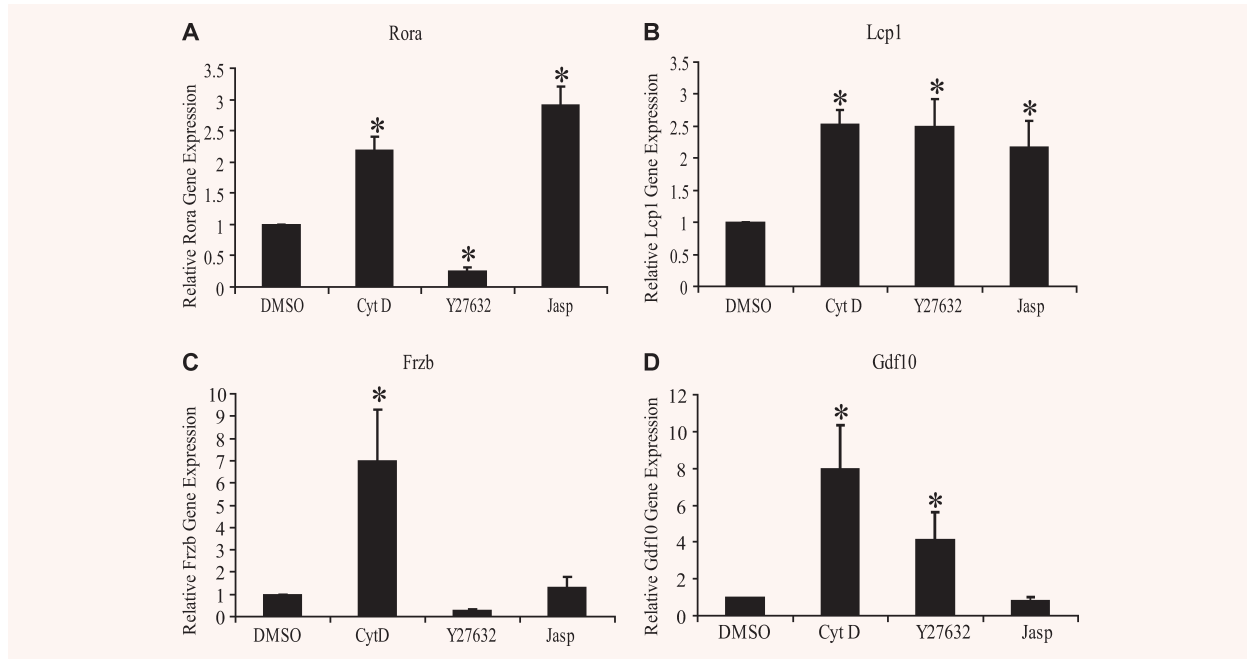 A
Rora
Relative Rora Gene Expression
3.5
3
2.5
2
1.5
1
0.5
0
*
*
*
DMSO Cyt D Y27632 Jasp
B
Lcp1
Relative Lcp1 Gene Expression
3.5
3
2.5
2
1.5
1
0.5
0
*
*
*
DMSO Cyt D Y27632 Jasp
C
Frzb
Relative Frzb Gene Expression
10
9
8
7
6
5
4
3
2
1
0
*
DMSO CytD Y27632 Jasp
D
Gdf10
Relative Gdf10 Gene Expression
12
10
8
6
4
2
0
*
*
DMSO Cyt D Y27632 Jasp